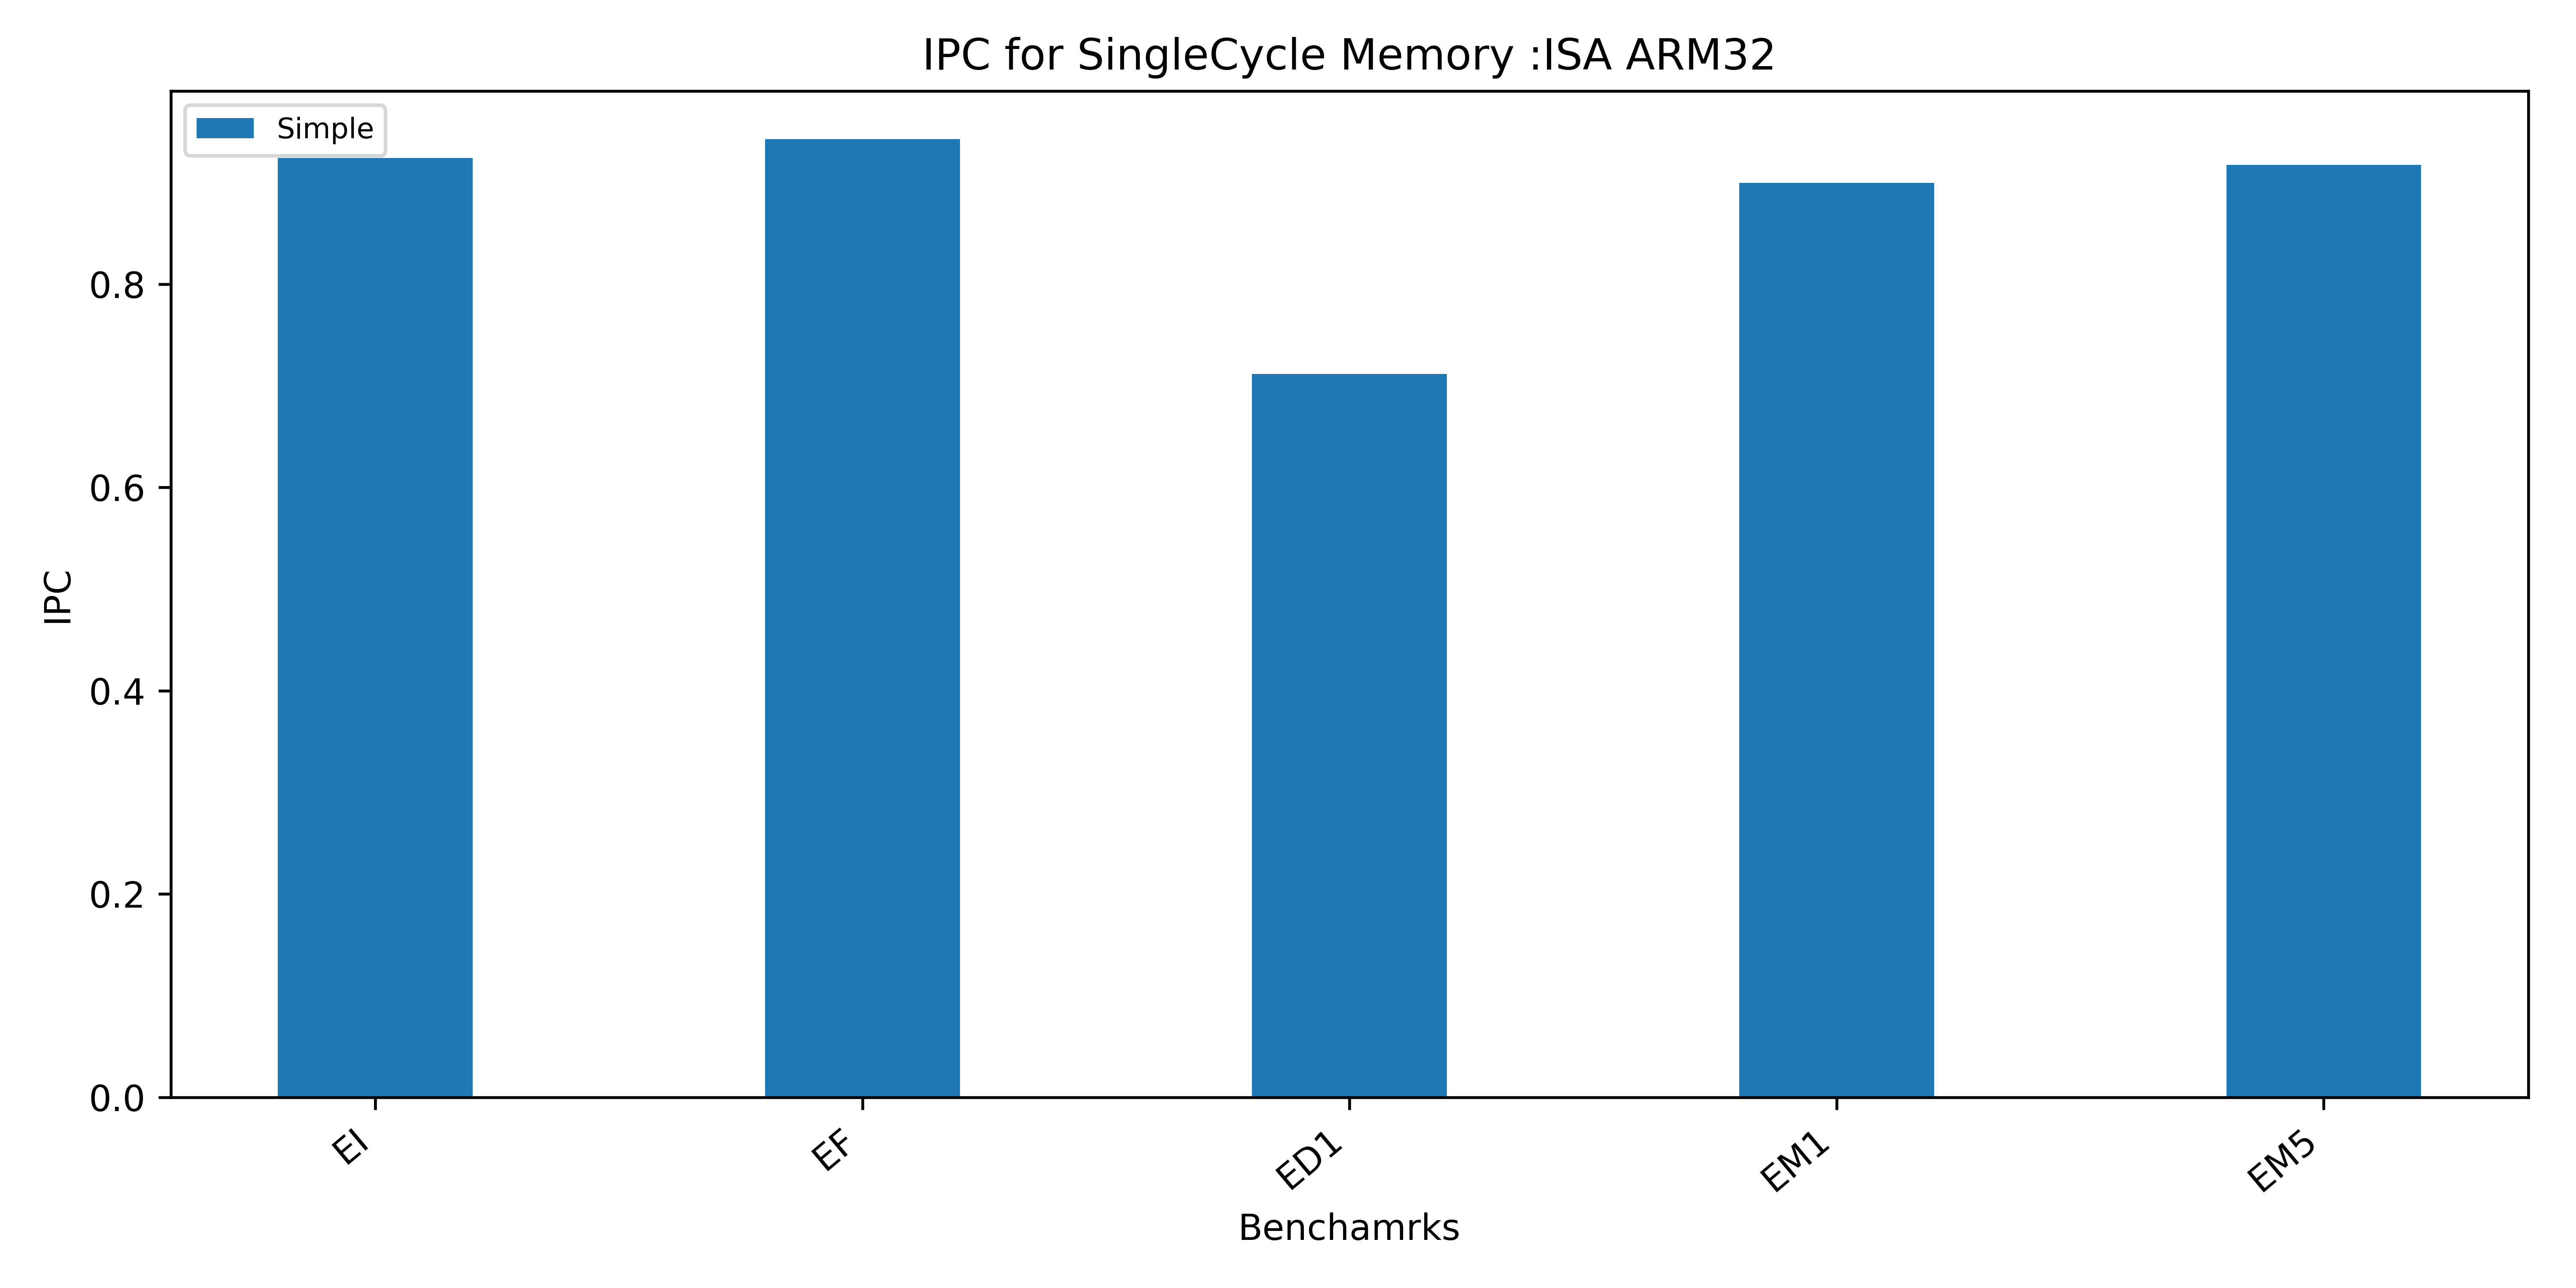 IPC for SingleCycle Memory :ISA ARM32
Simple
0.8
0.6
0.4
0.2
0.0
IPC
EI
EF
ED1
EM1
EM5
Benchamrks